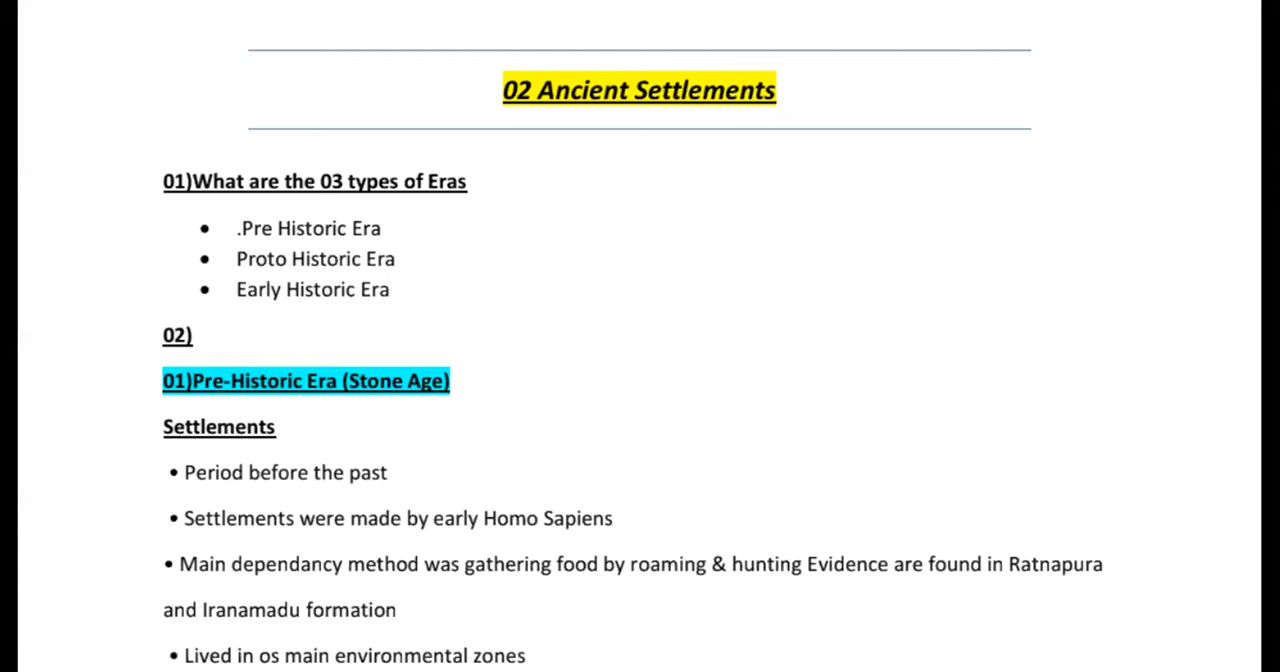 02 Ancient Settlements
01)What are the 03 types of Eras
• .Pre Historic Era
• Proto Historic Era
• Early Historic Era
02)
01)Pre-Historic Era (Stone Age)
Settlements
• Period before the past
• Settlements were made by early Homo Sapiens
• Main dependancy method was gathering food by roaming & hunting Evidence are found in Ratnapura
and Iranamadu formation
• Lived in os main environmental zones